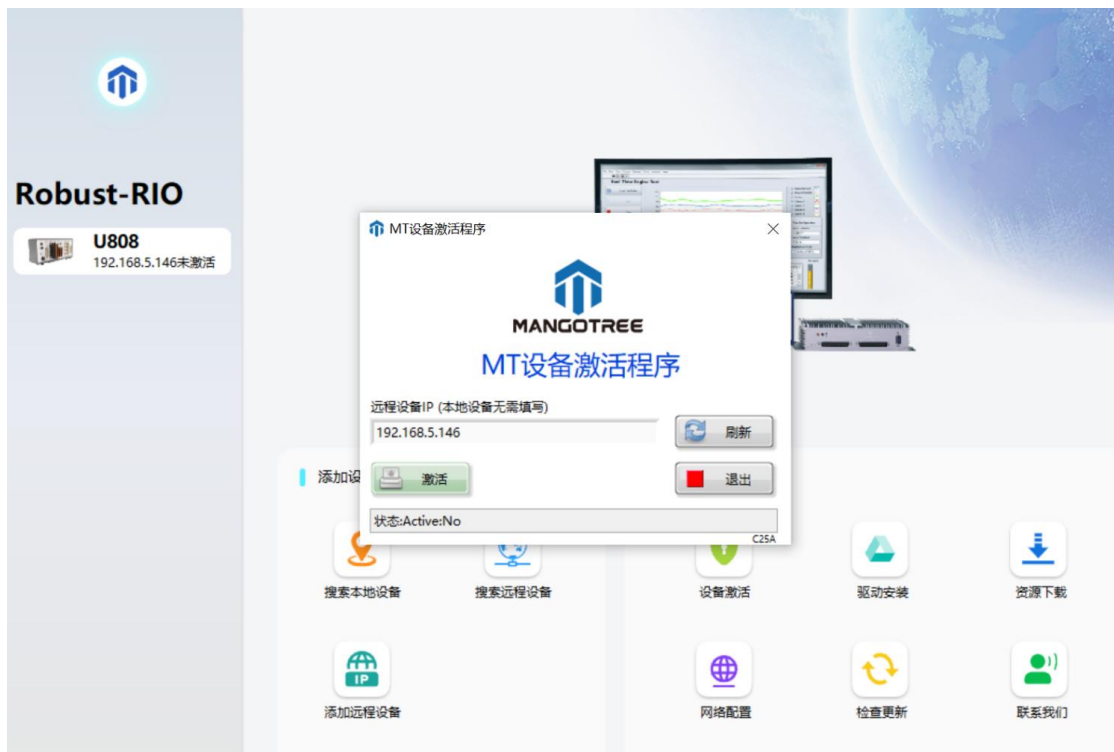 Robust-RIO
U808
192.168.5.146未激活
MT设备激活程序
MANGOTREE
MT设备激活程序
远程设备IP (本地设备无需填写)
192.168.5.146
刷新
激活
退出
状态:Active:No
C25A
添加设
搜索本地设备
搜索远程设备
设备激活
驱动安装
资源下载
添加远程设备
网络配置
检查更新
联系我们